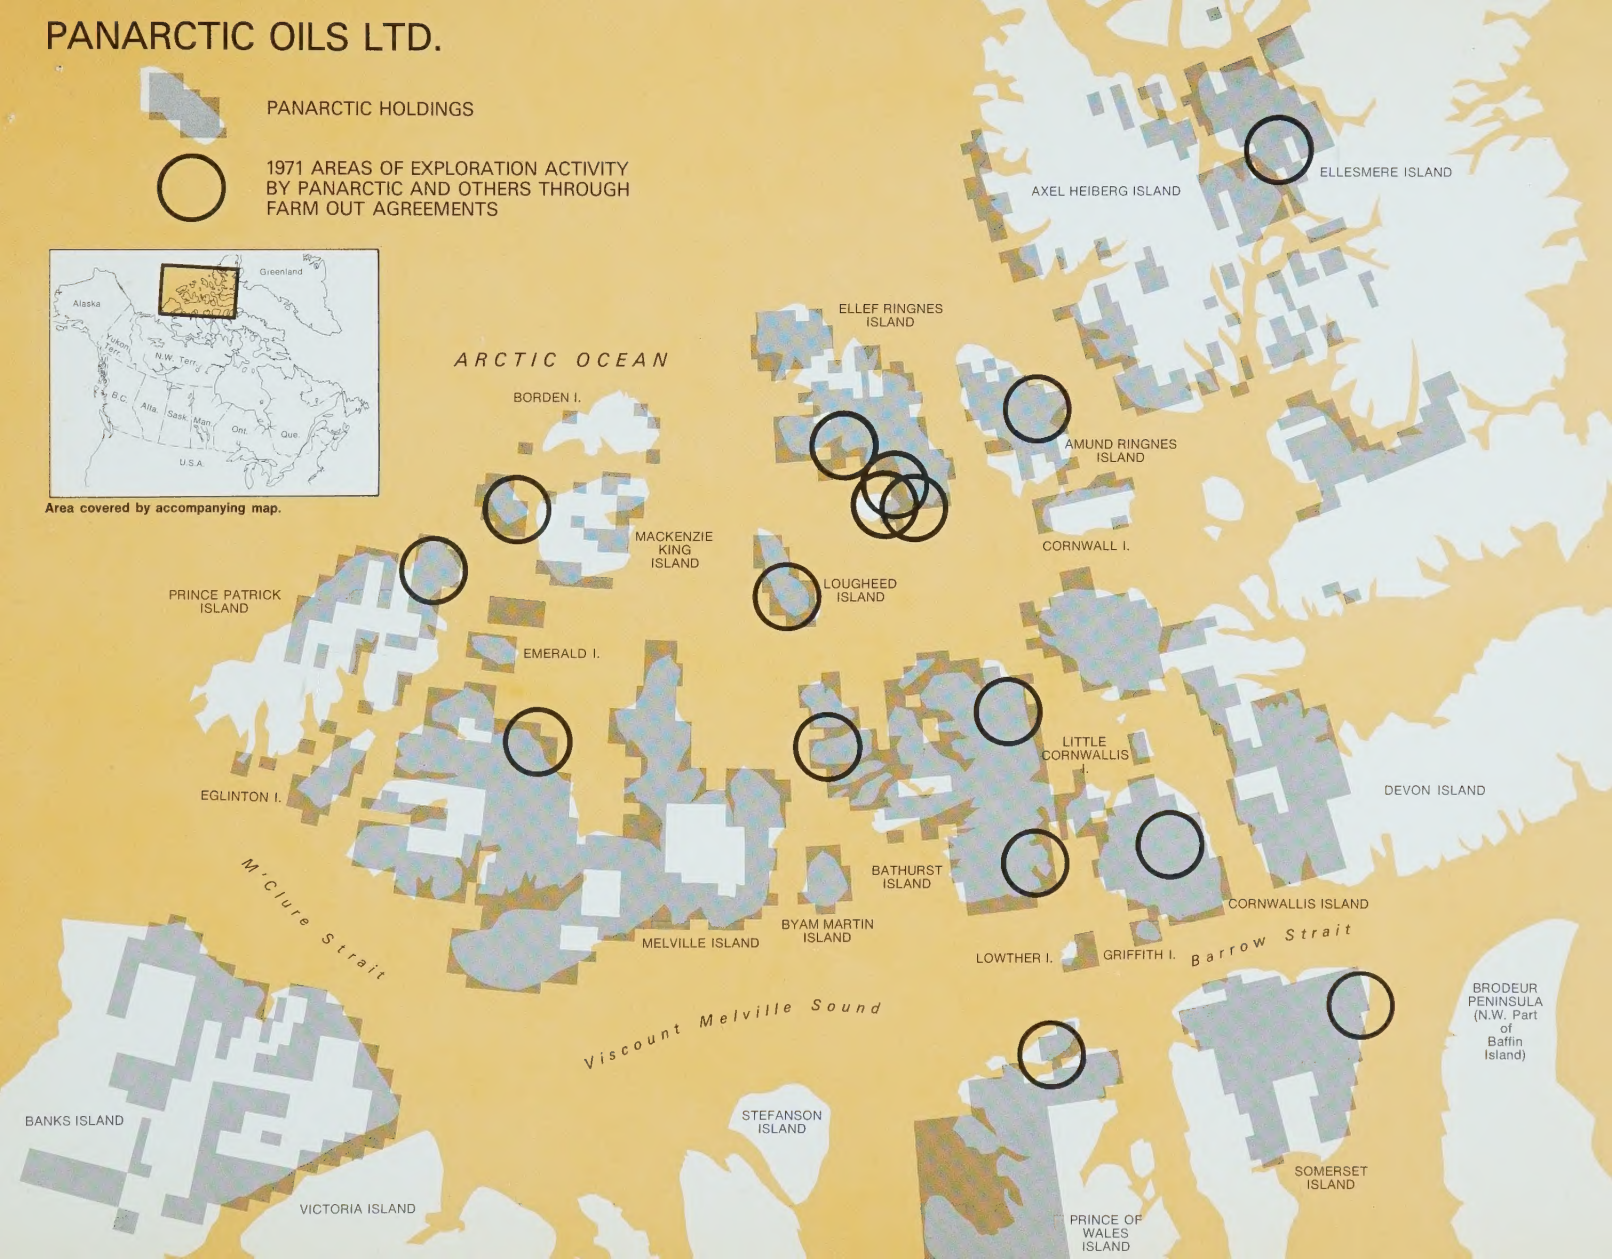 PANARCTIC OILS LTD.
PANARCTIC HOLDINGS
1971 AREAS OF EXPLORATION ACTIVITY
BY PANARCTIC AND OTHERS THROUGH
FARM OUT AGREEMENTS
Greenland
Alaska
Yukon
Terr.
N.W. Terr.
B.C.
Alta.
Sask.
Man.
Ont.
Que.
U.S.A.
Area covered by accompanying map.
ELLESMERE ISLAND
AXEL HEIBERG ISLAND
ELLEF RINGNES
ISLAND
ARCTIC OCEAN
BORDEN I.
AMUND RINGNES
ISLAND
MACKENZIE
KING
ISLAND
CORNWALL I.
LOUGHEED
ISLAND
PRINCE PATRICK
ISLAND
EMERALD I.
LITTLE
CORNWALLIS
I.
EGLINTON I.
DEVON ISLAND
M'Clure Strait
BATHURST
ISLAND
CORNWALLIS ISLAND
BYAM MARTIN
ISLAND
MELVILLE ISLAND
LOWTHER I.
GRIFFITH I.
Barrow Strait
Viscount Melville Sound
BRODEUR
PENINSULA
(N.W. Part
of
Baffin
Island)
BANKS ISLAND
STEFANSON
ISLAND
SOMERSET
ISLAND
VICTORIA ISLAND
PRINCE OF
WALES
ISLAND